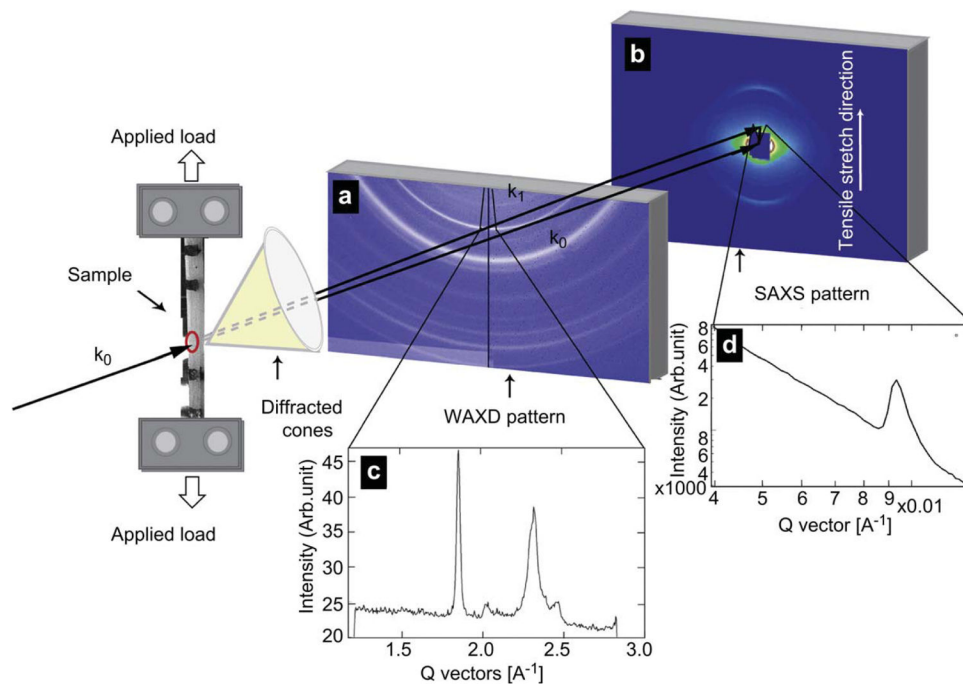 b
Tensile stretch direction
Applied load
a
k1
k0
Sample
k0
SAXS pattern
Diffracted
cones
WAXD pattern
Applied load
c
Intensity (Arb.unit)
45
40
35
30
25
20
1.5
2.0
2.5
3.0
Q vectors [A-1]
d
Intensity (Arb.unit)
8
6
4
2
8
6
4
x1000
4
5
6
7
8
9
x0.01
Q vector [A-1]